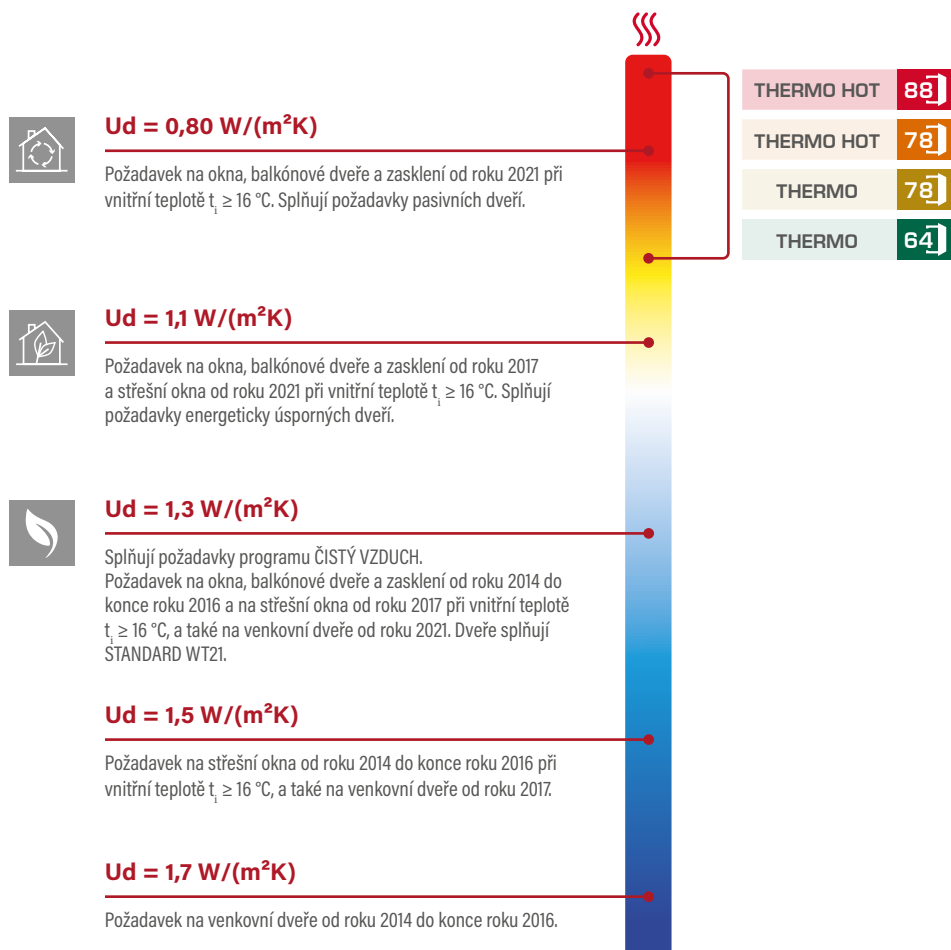 THERMO HOT 88
THERMO HOT 78
THERMO 78
THERMO 64
Ud = 0,80 W/(m²K)
Požadavek na okna, balkónové dveře a zasklení od roku 2021 při
vnitřní teplotě tᵢ ≥ 16 °C. Splňují požadavky pasivních dveří.
Ud = 1,1 W/(m²K)
Požadavek na okna, balkónové dveře a zasklení od roku 2017
a střešní okna od roku 2021 při vnitřní teplotě tᵢ ≥ 16 °C. Splňují
požadavky energeticky úsporných dveří.
Ud = 1,3 W/(m²K)
Splňují požadavky programu ČISTÝ VZDUCH.
Požadavek na okna, balkónové dveře a zasklení od roku 2014 do
konce roku 2016 a na střešní okna od roku 2017 při vnitřní teplotě
tᵢ ≥ 16 °C, a také na venkovní dveře od roku 2021. Dveře splňují
STANDARD WT21.
Ud = 1,5 W/(m²K)
Požadavek na střešní okna od roku 2014 do konce roku 2016 při
vnitřní teplotě tᵢ ≥ 16 °C, a také na venkovní dveře od roku 2017.
Ud = 1,7 W/(m²K)
Požadavek na venkovní dveře od roku 2014 do konce roku 2016.